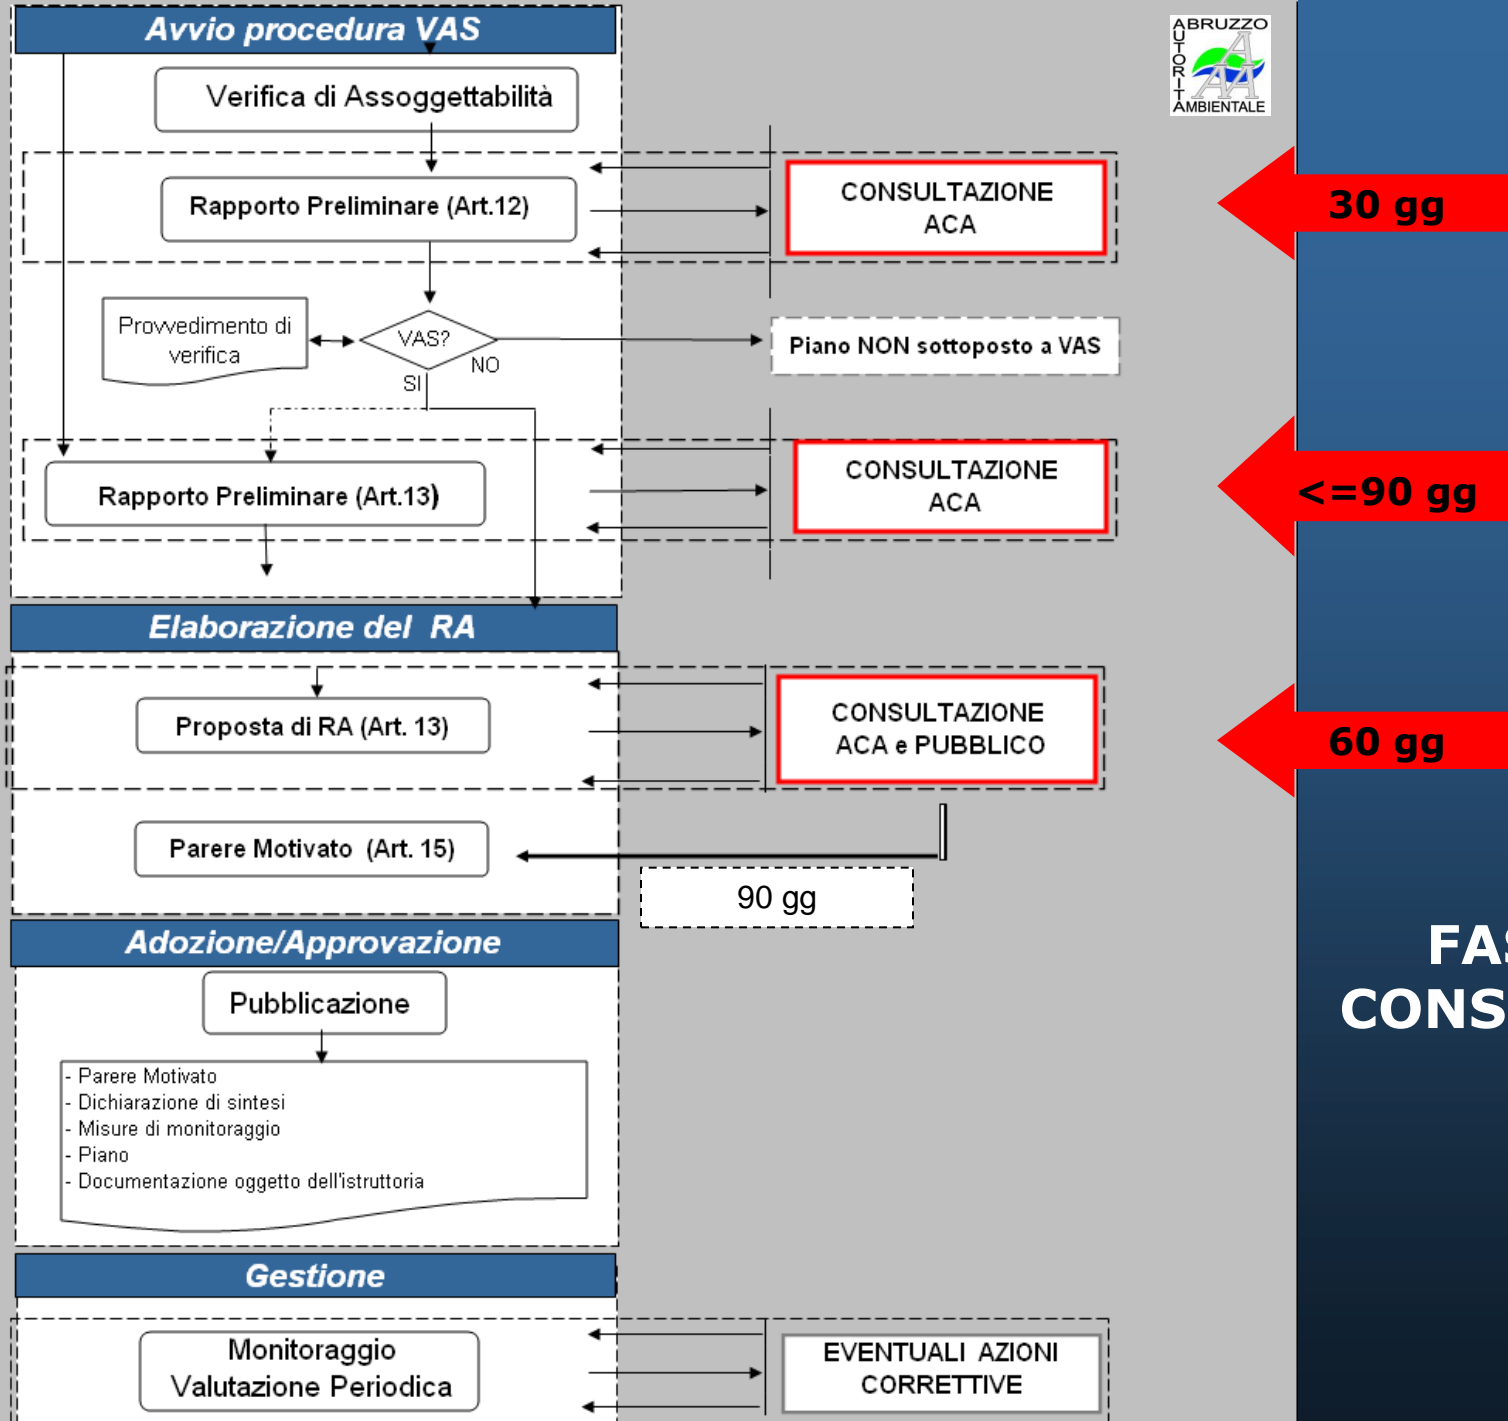 Avvio procedura VAS
ABRUZZO
AUTORITA
AMBIENTALE
Verifica di Assoggettabilità
Rapporto Preliminare (Art.12)
CONSULTAZIONE
ACA
30 gg
Provvedimento di
verifica
VAS?
NO
SI
Piano NON sottoposto a VAS
Rapporto Preliminare (Art.13)
CONSULTAZIONE
ACA
<=90 gg
Elaborazione del RA
Proposta di RA (Art. 13)
CONSULTAZIONE
ACA e PUBBLICO
60 gg
Parere Motivato (Art. 15)
90 gg
Adozione/Approvazione
Pubblicazione
- Parere Motivato
- Dichiarazione di sintesi
- Misure di monitoraggio
- Piano
- Documentazione oggetto dell'istruttoria
Gestione
Monitoraggio
Valutazione Periodica
EVENTUALI AZIONI
CORRETTIVE